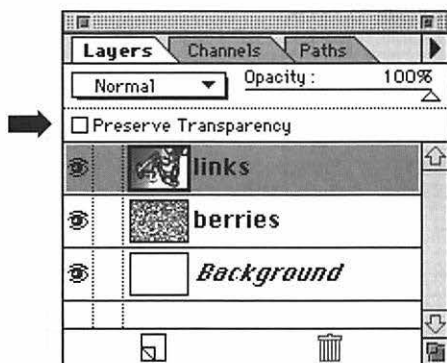 Layers Channels Paths
Normal Opacity: 100%
Preserve Transparency
links
berries
Background